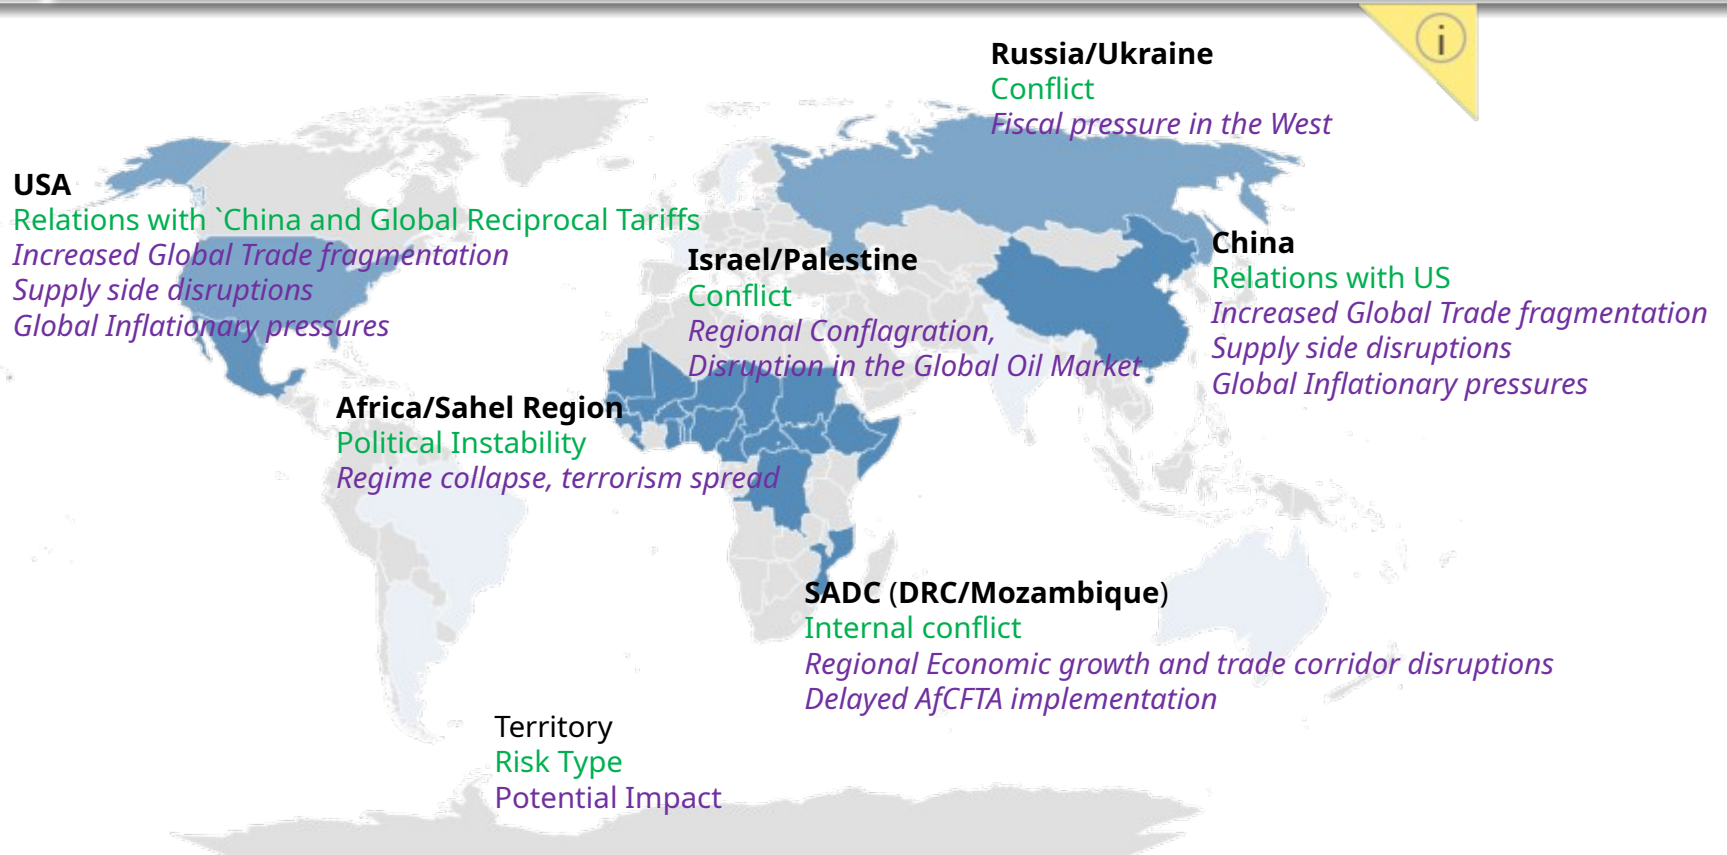 Russia/Ukraine
Conflict
Fiscal pressure in the West
USA
Relations with `China and Global Reciprocal Tariffs
Increased Global Trade fragmentation
Supply side disruptions
Global Inflationary pressures
Israel/Palestine
Conflict
Regional Conflagration,
Disruption in the Global Oil Market
China
Relations with US
Increased Global Trade fragmentation
Supply side disruptions
Global Inflationary pressures
Africa/Sahel Region
Political Instability
Regime collapse, terrorism spread
SADC (DRC/Mozambique)
Internal conflict
Regional Economic growth and trade corridor disruptions
Delayed AfCFTA implementation
Territory
Risk Type
Potential Impact